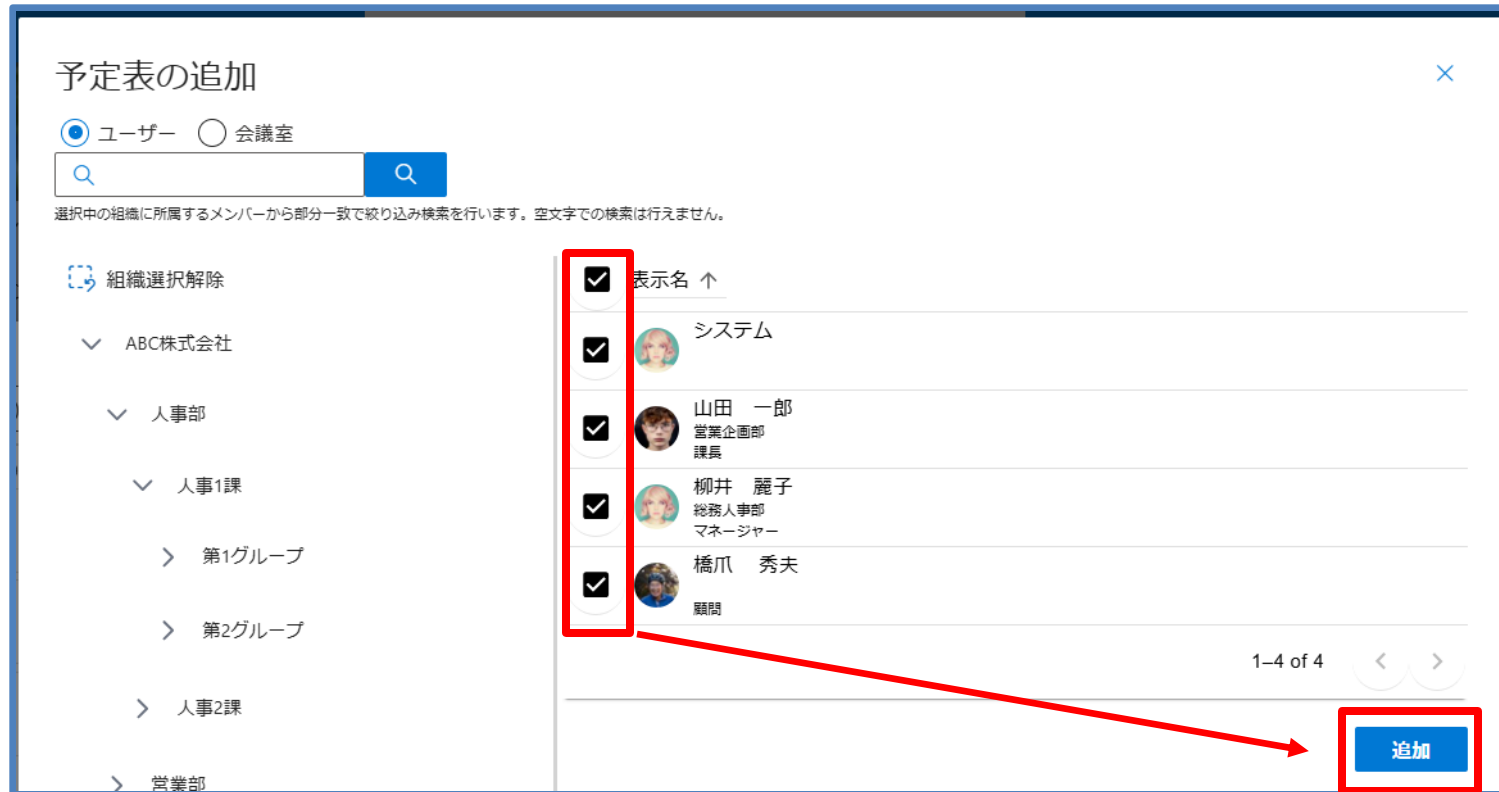 予定表の追加
ユーザー 会議室
選択中の組織に所属するメンバーから部分一致で絞り込み検索を行います。空文字での検索は行えません。
組織選択解除
ABC株式会社
人事部
人事1課
第1グループ
第2グループ
人事2課
営業部
表示名 ↑
システム
山田　一郎
営業企画部
課長
柳井　麗子
総務人事部
マネージャー
橋爪　秀夫
顧問
1–4 of 4
追加